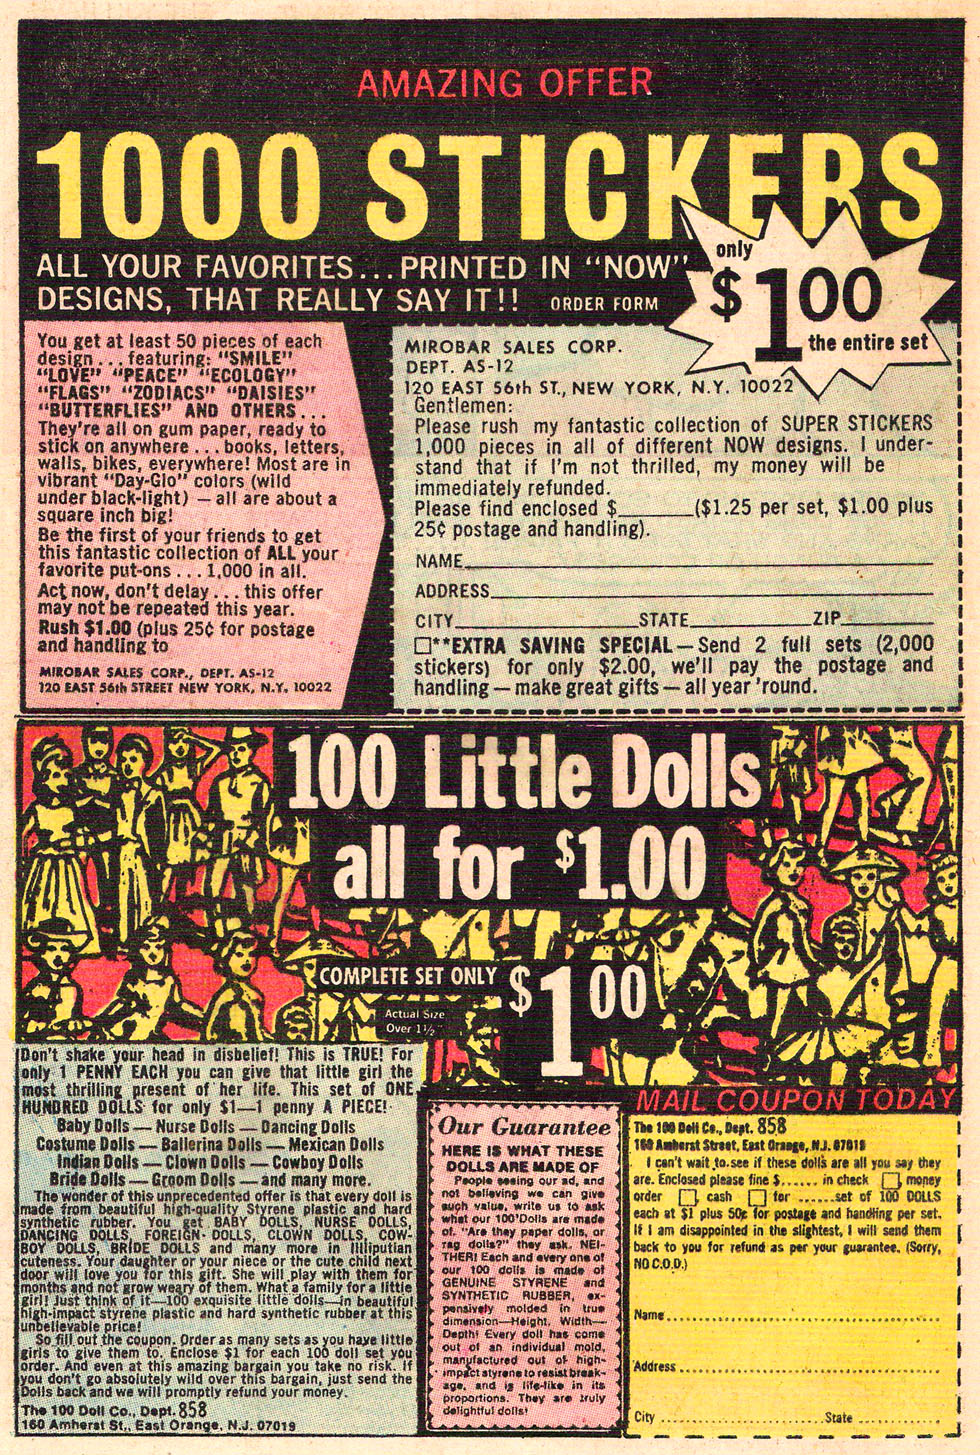 AMAZING OFFER
1000 STICKERS
ALL YOUR FAVORITES...PRINTED IN "NOW"
DESIGNS, THAT REALLY SAY IT!!
ORDER FORM
only
$1.00
the entire set
You get at least 50 pieces of each
design...featuring: "SMILE"
"LOVE" "PEACE" "ECOLOGY"
"FLAGS" "ZODIACS" "DAISIES"
"BUTTERFLIES" AND OTHERS...
They're all on gum paper, ready to
stick on anywhere...books, letters,
walls, bikes, everywhere! Most are in
vibrant "Day-Glo" colors (wild
under black-light) — all are about a
square inch big!
Be the first of your friends to get
this fantastic collection of ALL your
favorite put-ons...1,000 in all.
Act now, don't delay...this offer
may not be repeated this year.
Rush $1.00 (plus 25¢ for postage
and handling to
MIROBAR SALES CORP., DEPT. AS-12
120 EAST 56th STREET NEW YORK, N.Y. 10022
MIROBAR SALES CORP.
DEPT. AS-12
120 EAST 56th ST., NEW YORK, N.Y. 10022
Gentlemen:
Please rush my fantastic collection of SUPER STICKERS
1,000 pieces in all of different NOW designs. I under-
stand that if I'm not thrilled, my money will be
immediately refunded.
Please find enclosed $______($1.25 per set, $1.00 plus
25¢ postage and handling).
NAME
ADDRESS
CITY STATE ZIP
☐**EXTRA SAVING SPECIAL—Send 2 full sets (2,000
stickers) for only $2.00, we'll pay the postage and
handling—make great gifts—all year 'round.
100 Little Dolls
all for $1.00
COMPLETE SET ONLY $1.00
Actual Size
Over 1½"
Don't shake your head in disbelief! This is TRUE! For
only 1 PENNY EACH you can give that little girl the
most thrilling present of her life. This set of ONE
HUNDRED DOLLS for only $1—1 penny A PIECE!
Baby Dolls — Nurse Dolls — Dancing Dolls
Costume Dolls — Ballerina Dolls — Mexican Dolls
Indian Dolls — Clown Dolls — Cowboy Dolls
Bride Dolls — Groom Dolls — and many more.
The wonder of this unprecedented offer is that every doll is
made from beautiful high-quality Styrene plastic and hard
synthetic rubber. You get BABY DOLLS, NURSE DOLLS,
DANCING DOLLS, FOREIGN DOLLS, CLOWN DOLLS, COW-
BOY DOLLS, BRIDE DOLLS and many more in lilliputian
cuteness. Your daughter or your niece or the cute child next
door will love you for this gift. She will play with them for
months and not grow weary of them. What a family for a little
girl! Just think of it—100 exquisite little dolls—in beautiful
high-impact styrene plastic and hard synthetic rubber at this
unbelievable price!
So fill out the coupon. Order as many sets as you have little
girls to give them to. Enclose $1 for each 100 doll set you
order. And even at this amazing bargain you take no risk. If
you don't go absolutely wild over this bargain, just send the
Dolls back and we will promptly refund your money.
The 100 Doll Co., Dept. 858
160 Amherst St., East Orange, N.J. 07019
Our Guarantee
HERE IS WHAT THESE
DOLLS ARE MADE OF
People seeing our ad, and
not believing we can give
such value, write us to ask
what our 100 Dolls are made
of. "Are they paper dolls, or
rag dolls?" they ask. NEI-
THER! Each and every one of
our 100 dolls is made of
GENUINE STYRENE and
SYNTHETIC RUBBER, ex-
pensively molded in true
dimension—Height, Width—
Depth! Every doll has come
out of an individual mold,
manufactured out of high-
impact styrene to resist break-
age, and is life-like in its
proportions. They are truly
delightful dolls!
MAIL COUPON TODAY
The 100 Doll Co., Dept. 858
160 Amherst Street, East Orange, N.J. 07019
I can't wait to see if these dolls are all you say they
are. Enclosed please fine $...... in check ☐ money
order ☐ cash ☐ for ......set of 100 DOLLS
each at $1 plus 50¢ for postage and handling per set.
If I am disappointed in the slightest, I will send them
back to you for refund as per your guarantee. (Sorry,
NO C.O.D.)
Name
Address
City State